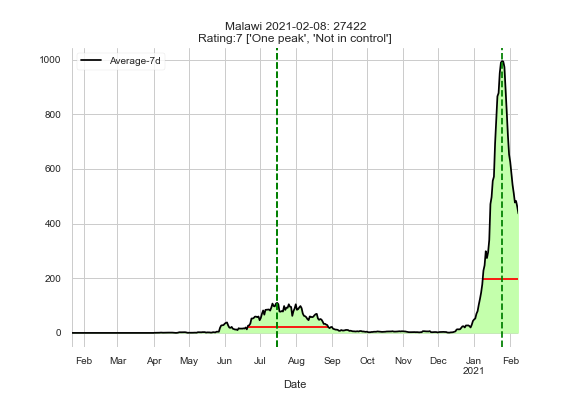 Malawi 2021-02-08: 27422
Rating:7 ['One peak', 'Not in control']
Average-7d
1000
800
600
400
200
0
Feb Mar Apr May Jun Jul Aug Sep Oct Nov Dec Jan Feb
2021
Date